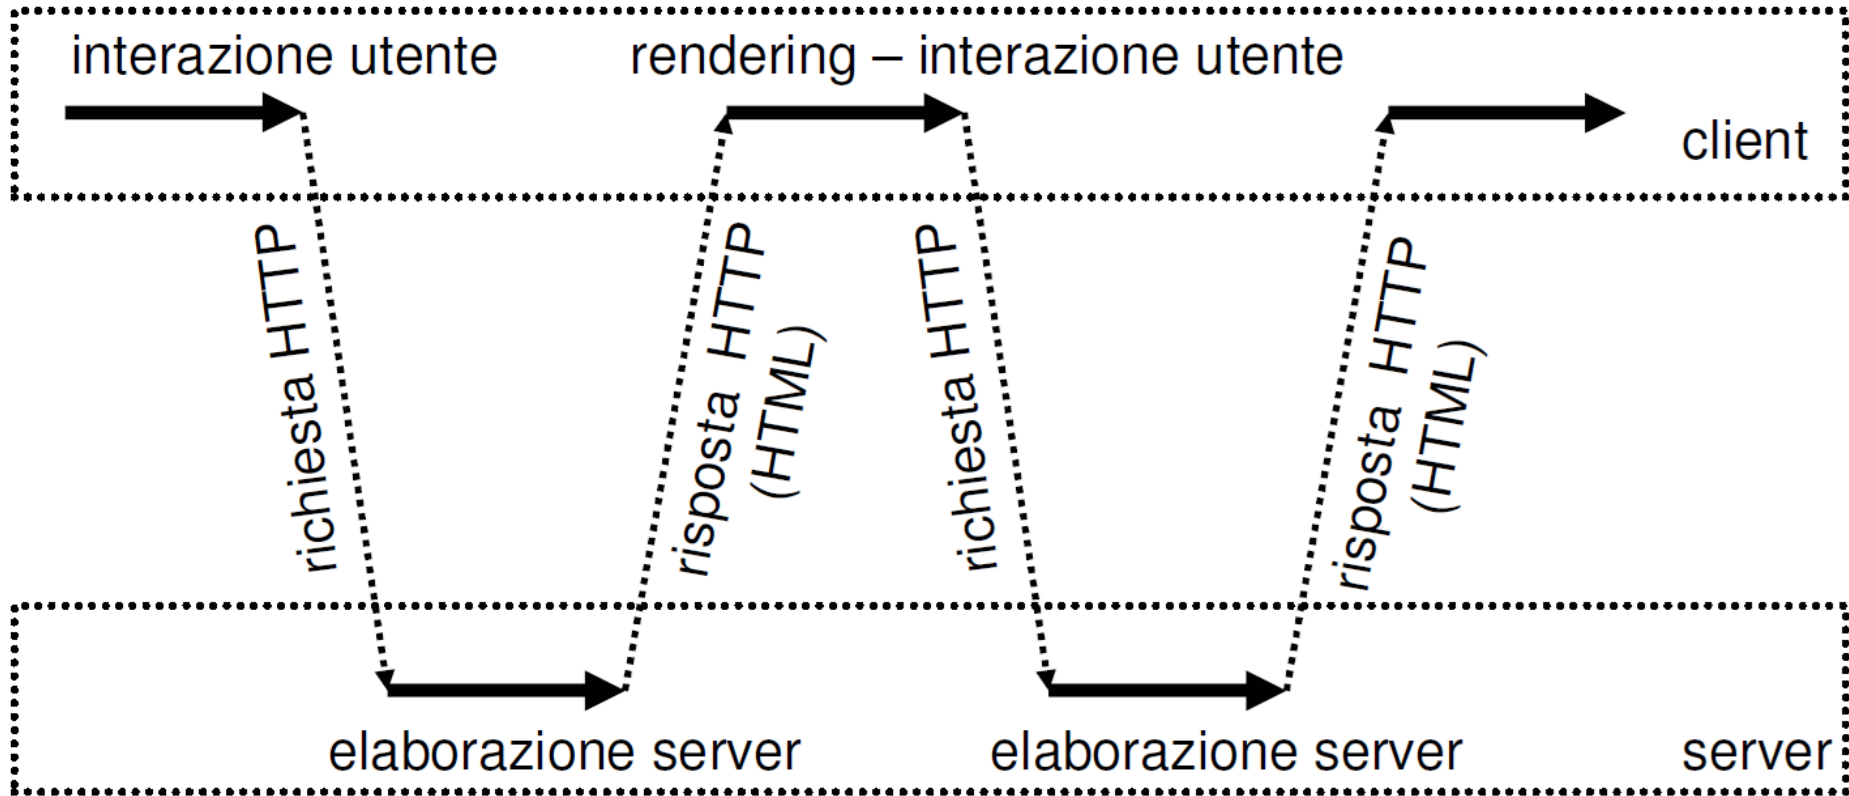 interazione utente
rendering – interazione utente
client
richiesta HTTP
risposta HTTP
(HTML)
richiesta HTTP
risposta HTTP
(HTML)
elaborazione server
elaborazione server
server